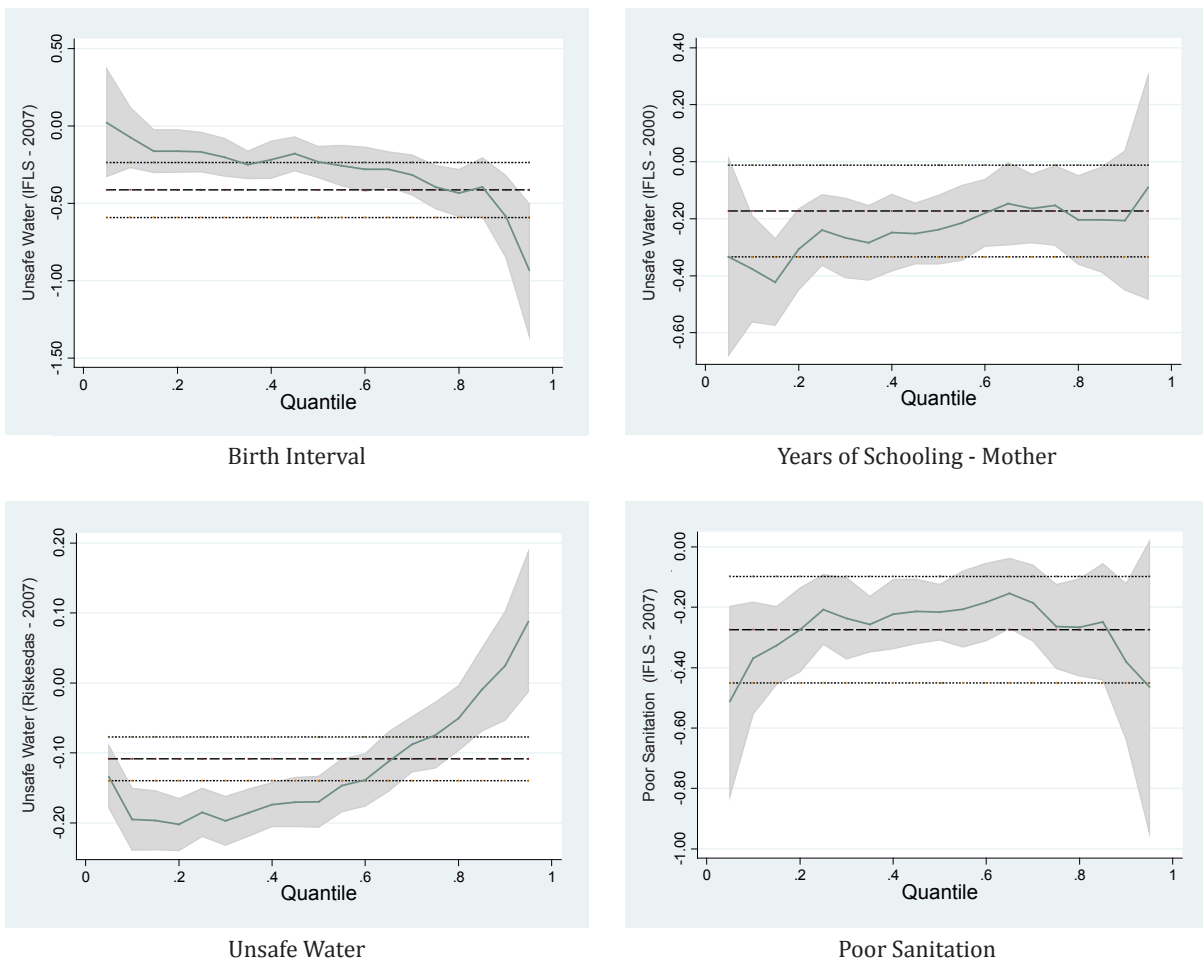 Unsafe Water (IFLS - 2007)
0.50
0.00
-0.50
-1.00
-1.50
0 .2 .4 .6 .8 1
Quantile
Birth Interval
Unsafe Water (IFLS - 2000)
0.40
0.20
0.00
-0.20
-0.40
-0.60
0 .2 .4 .6 .8 1
Quantile
Years of Schooling - Mother
Unsafe Water (Riskesdas - 2007)
0.20
0.10
0.00
-0.10
-0.20
0 .2 .4 .6 .8 1
Quantile
Unsafe Water
Poor Sanitation (IFLS - 2007)
0.00
-0.20
-0.40
-0.60
-0.80
-1.00
0 .2 .4 .6 .8 1
Quantile
Poor Sanitation